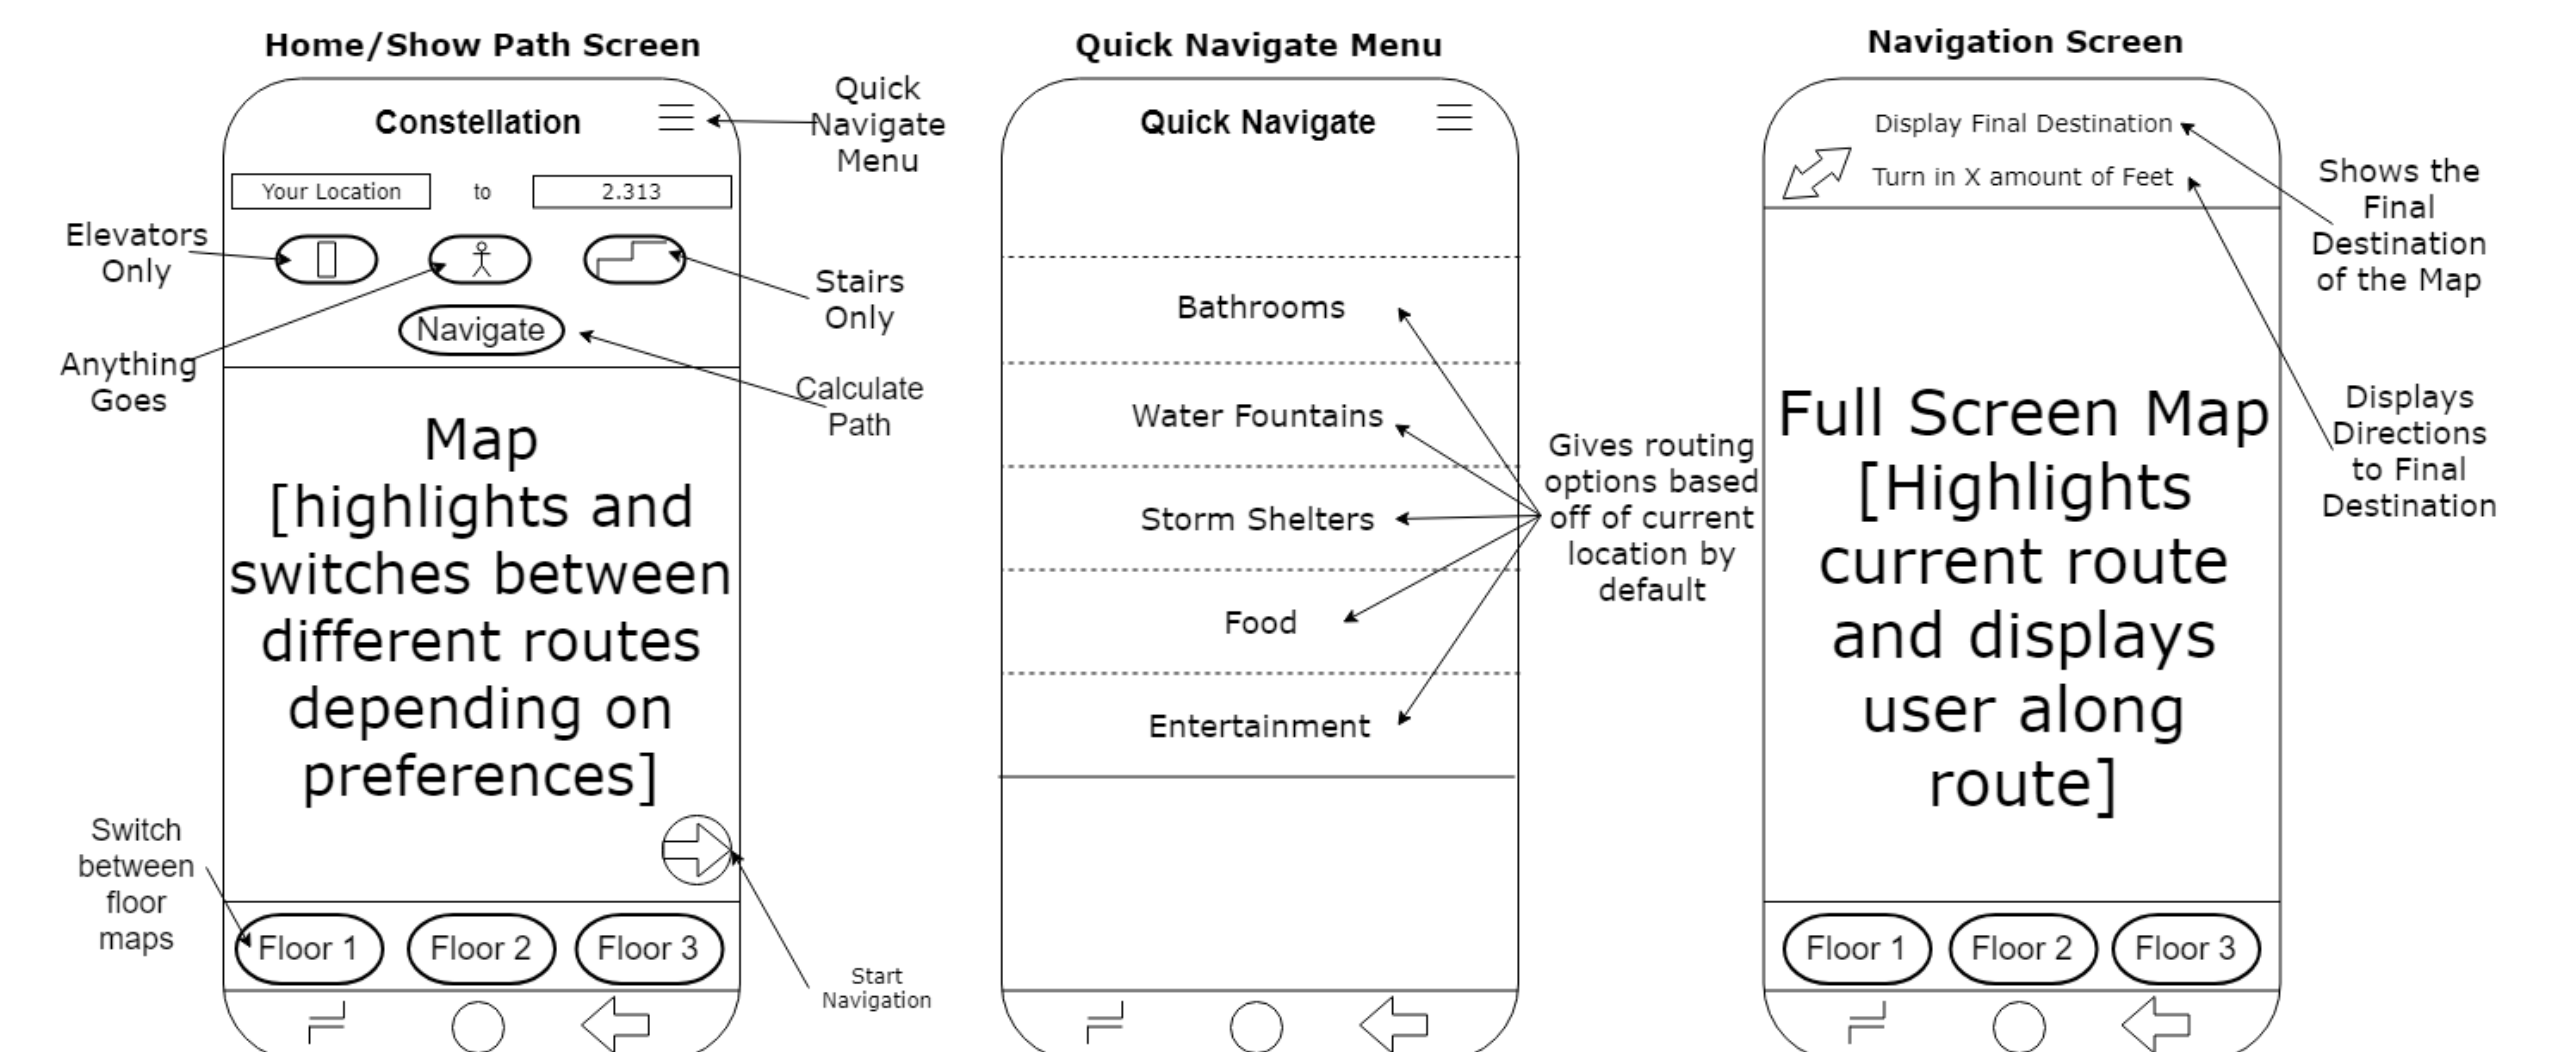 Home/Show Path Screen
Constellation
Quick
Navigate
Menu
Your Location to 2.313
Elevators
Only
Stairs
Only
Navigate
Anything
Goes
Calculate
Path
Map
[highlights and
switches between
different routes
depending on
preferences]
Switch
between
floor
maps
Floor 1 Floor 2 Floor 3
Start
Navigation
Quick Navigate Menu
Quick Navigate
Bathrooms
Water Fountains
Storm Shelters
Food
Entertainment
Gives routing
options based
off of current
location by
default
Navigation Screen
Display Final Destination
Turn in X amount of Feet
Shows the
Final
Destination
of the Map
Displays
Directions
to Final
Destination
Full Screen Map
[Highlights
current route
and displays
user along
route]
Floor 1 Floor 2 Floor 3